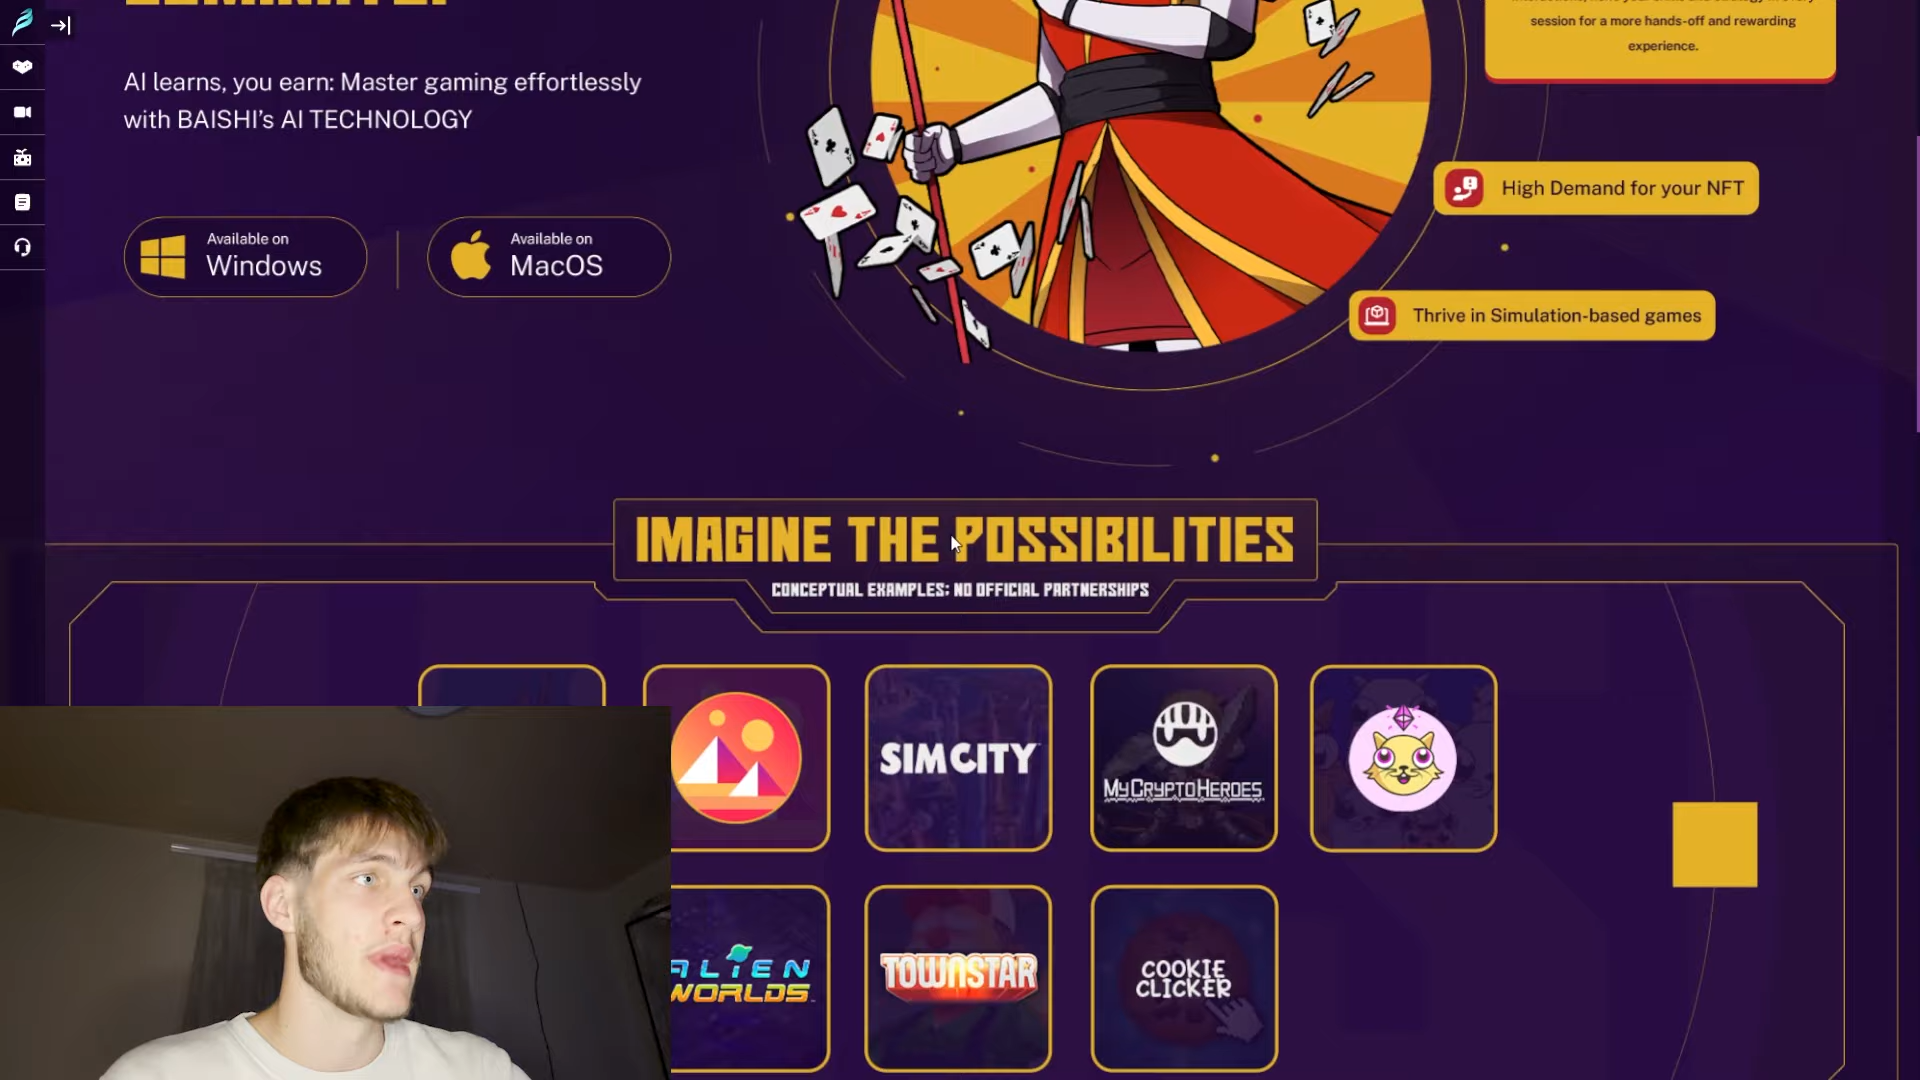 AI learns, you earn: Master gaming effortlessly
with BAISHI's AI TECHNOLOGY
Available on
Windows
Available on
MacOS
session for a more hands-off and rewarding
experience.
High Demand for your NFT
Thrive in Simulation-based games
IMAGINE THE POSSIBILITIES
CONCEPTUAL EXAMPLES; NO OFFICIAL PARTNERSHIPS
SIMCITY
MYCRYPTOHEROES
ALIEN
WORLDS
TOWNSTAR
COOKIE
CLICKER